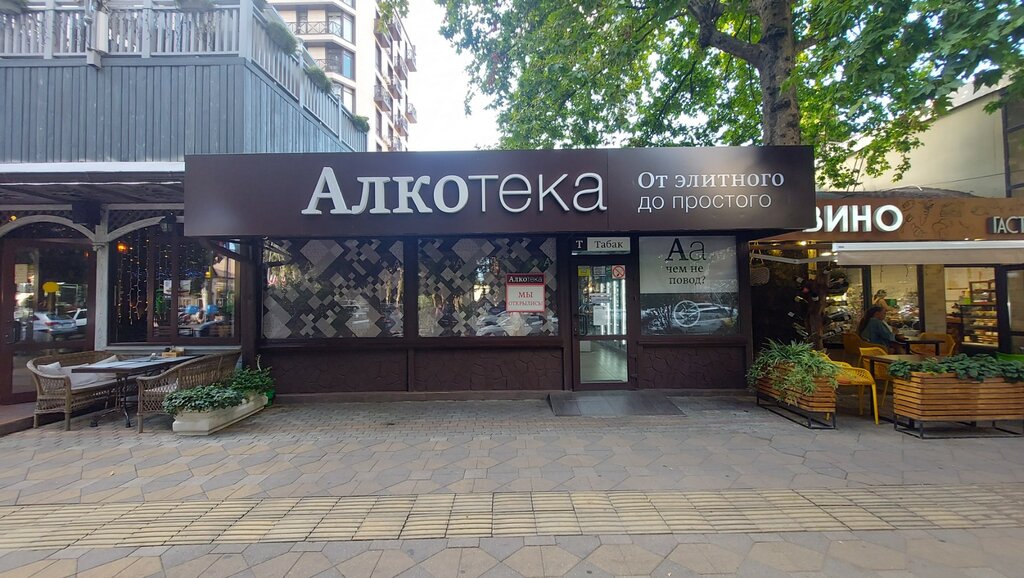 Алкотека
От элитного
до простого
ВИНО
ГАСТ
Т Табак
Аа
чем не
повод?
Алкотека
МЫ
ОТКРЫЛИСЬ